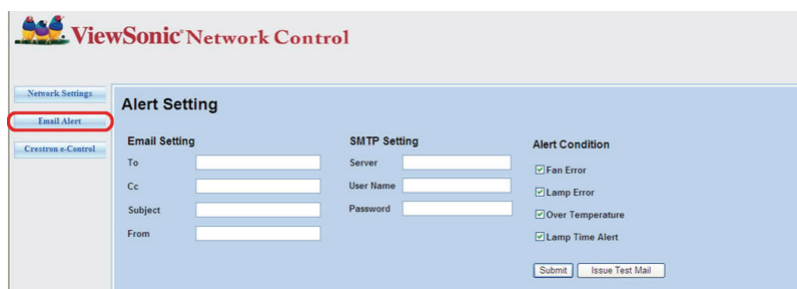 ViewSonic® Network Control
Network Settings
Email Alert
Crestron e-Control
Alert Setting
Email Setting
To
Cc
Subject
From
SMTP Setting
Server
User Name
Password
Alert Condition
Fan Error
Lamp Error
Over Temperature
Lamp Time Alert
Submit
Issue Test Mail